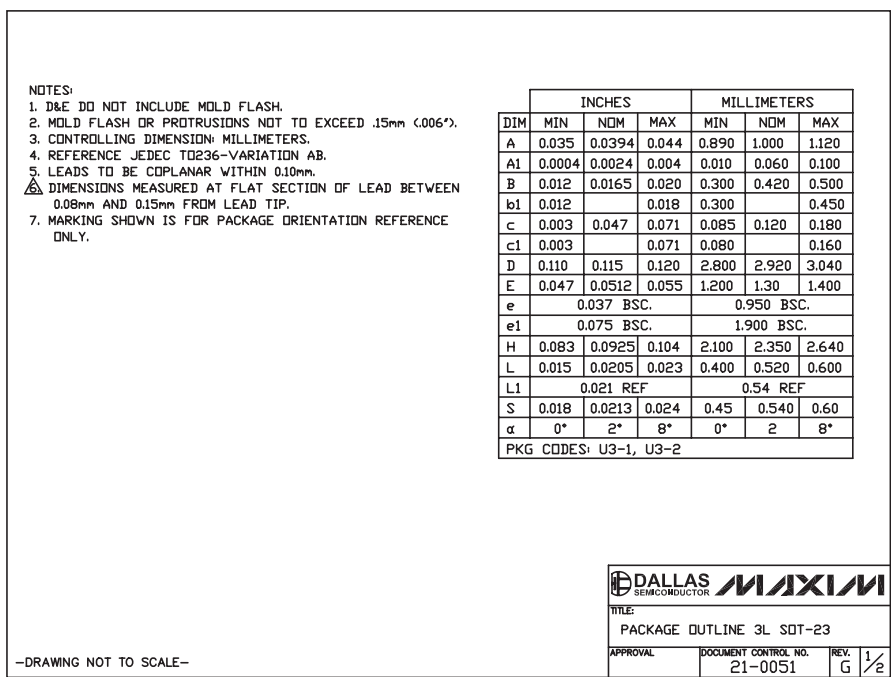 NOTES:
1. D&E DO NOT INCLUDE MOLD FLASH.
2. MOLD FLASH OR PROTRUSIONS NOT TO EXCEED .15mm (.006").
3. CONTROLLING DIMENSION: MILLIMETERS.
4. REFERENCE JEDEC TO236-VARIATION AB.
5. LEADS TO BE COPLANAR WITHIN 0.10mm.
6. DIMENSIONS MEASURED AT FLAT SECTION OF LEAD BETWEEN
0.08mm AND 0.15mm FROM LEAD TIP.
7. MARKING SHOWN IS FOR PACKAGE ORIENTATION REFERENCE
ONLY.
INCHES MILLIMETERS
DIM MIN NOM MAX MIN NOM MAX
A 0.035 0.0394 0.044 0.890 1.000 1.120
A1 0.0004 0.0024 0.004 0.010 0.060 0.100
B 0.012 0.0165 0.020 0.300 0.420 0.500
b1 0.012 0.018 0.300 0.450
c 0.003 0.047 0.071 0.085 0.120 0.180
c1 0.003 0.071 0.080 0.160
D 0.110 0.115 0.120 2.800 2.920 3.040
E 0.047 0.0512 0.055 1.200 1.30 1.400
e 0.037 BSC. 0.950 BSC.
e1 0.075 BSC. 1.900 BSC.
H 0.083 0.0925 0.104 2.100 2.350 2.640
L 0.015 0.0205 0.023 0.400 0.520 0.600
L1 0.021 REF 0.54 REF
S 0.018 0.0213 0.024 0.45 0.540 0.60
α 0° 2° 8° 0° 2 8°
PKG CODES: U3-1, U3-2
DALLAS SEMICONDUCTOR MAXIM
TITLE:
PACKAGE OUTLINE 3L SOT-23
APPROVAL DOCUMENT CONTROL NO. REV.
21-0051 G 1/2
-DRAWING NOT TO SCALE-